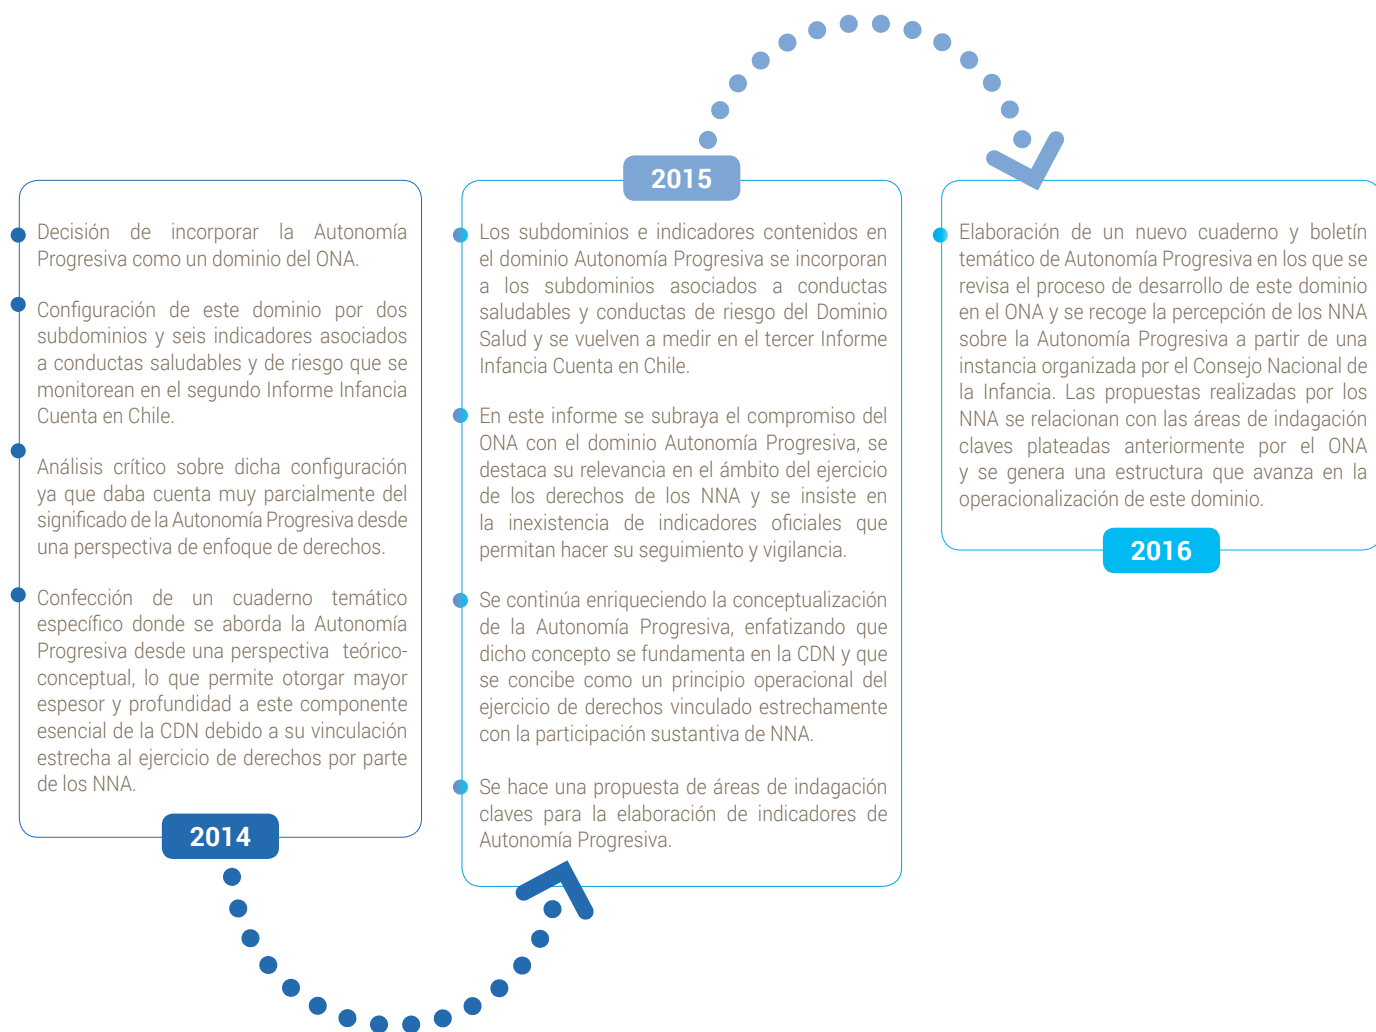 Decisión de incorporar la Autonomía
Progresiva como un dominio del ONA.
Configuración de este dominio por dos
subdominios y seis indicadores asociados
a conductas saludables y de riesgo que se
monitorean en el segundo Informe Infancia
Cuenta en Chile.
Análisis crítico sobre dicha configuración
ya que daba cuenta muy parcialmente del
significado de la Autonomía Progresiva desde
una perspectiva de enfoque de derechos.
Confección de un cuaderno temático
específico donde se aborda la Autonomía
Progresiva desde una perspectiva teórico-
conceptual, lo que permite otorgar mayor
espesor y profundidad a este componente
esencial de la CDN debido a su vinculación
estrecha al ejercicio de derechos por parte
de los NNA.
2014
2015
Los subdominios e indicadores contenidos en
el dominio Autonomía Progresiva se incorporan
a los subdominios asociados a conductas
saludables y conductas de riesgo del Dominio
Salud y se vuelven a medir en el tercer Informe
Infancia Cuenta en Chile.
En este informe se subraya el compromiso del
ONA con el dominio Autonomía Progresiva, se
destaca su relevancia en el ámbito del ejercicio
de los derechos de los NNA y se insiste en
la inexistencia de indicadores oficiales que
permitan hacer su seguimiento y vigilancia.
Se continúa enriqueciendo la conceptualización
de la Autonomía Progresiva, enfatizando que
dicho concepto se fundamenta en la CDN y que
se concibe como un principio operacional del
ejercicio de derechos vinculado estrechamente
con la participación sustantiva de NNA.
Se hace una propuesta de áreas de indagación
claves para la elaboración de indicadores de
Autonomía Progresiva.
Elaboración de un nuevo cuaderno y boletín
temático de Autonomía Progresiva en los que se
revisa el proceso de desarrollo de este dominio
en el ONA y se recoge la percepción de los NNA
sobre la Autonomía Progresiva a partir de una
instancia organizada por el Consejo Nacional de
la Infancia. Las propuestas realizadas por los
NNA se relacionan con las áreas de indagación
claves plateadas anteriormente por el ONA
y se genera una estructura que avanza en la
operacionalización de este dominio.
2016